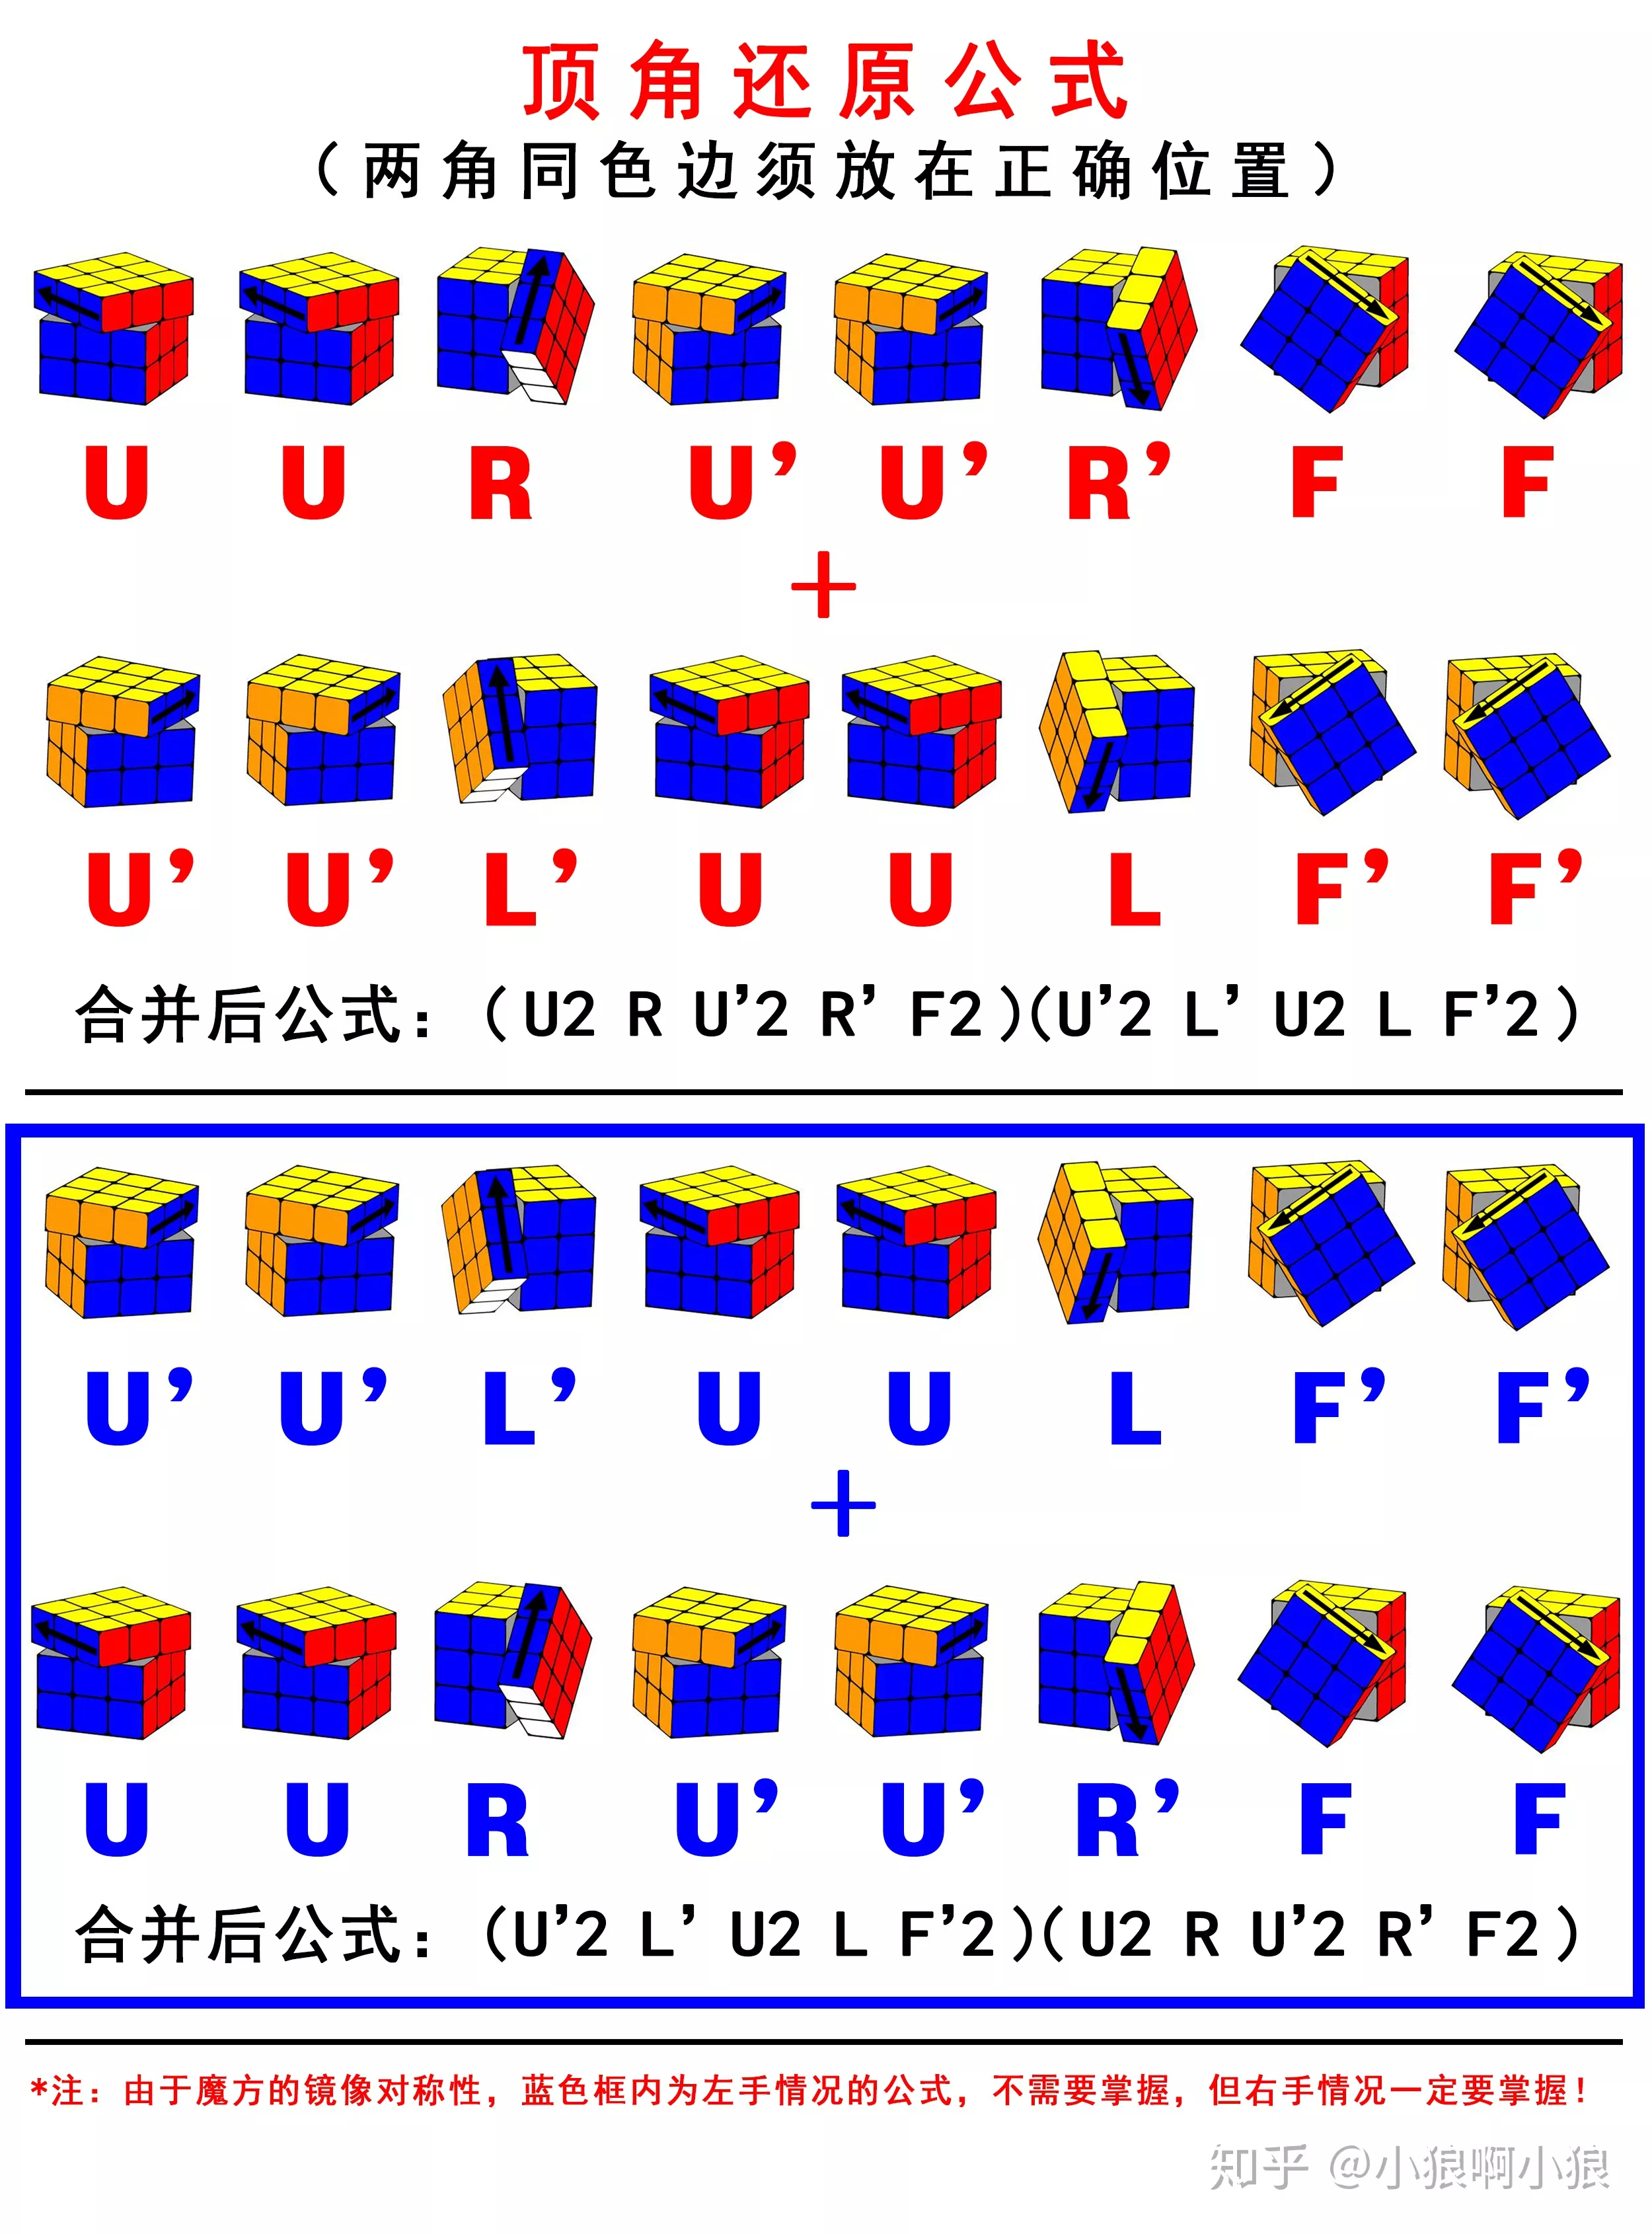 顶角还原公式
（两角同色边须放在正确位置）
U U R U’ U’ R’ F F
+
U’ U’ L’ U U L F’ F’
合并后公式：（U2 R U’2 R’ F2）（U’2 L’ U2 L F’2）
U’ U’ L’ U U L F’ F’
+
U U R U’ U’ R’ F F
合并后公式：（U’2 L’ U2 L F’2）（U2 R U’2 R’ F2）
*注：由于魔方的镜像对称性，蓝色框内为左手情况的公式，不需要掌握，但右手情况一定要掌握！
知乎 @小狼啊小狼